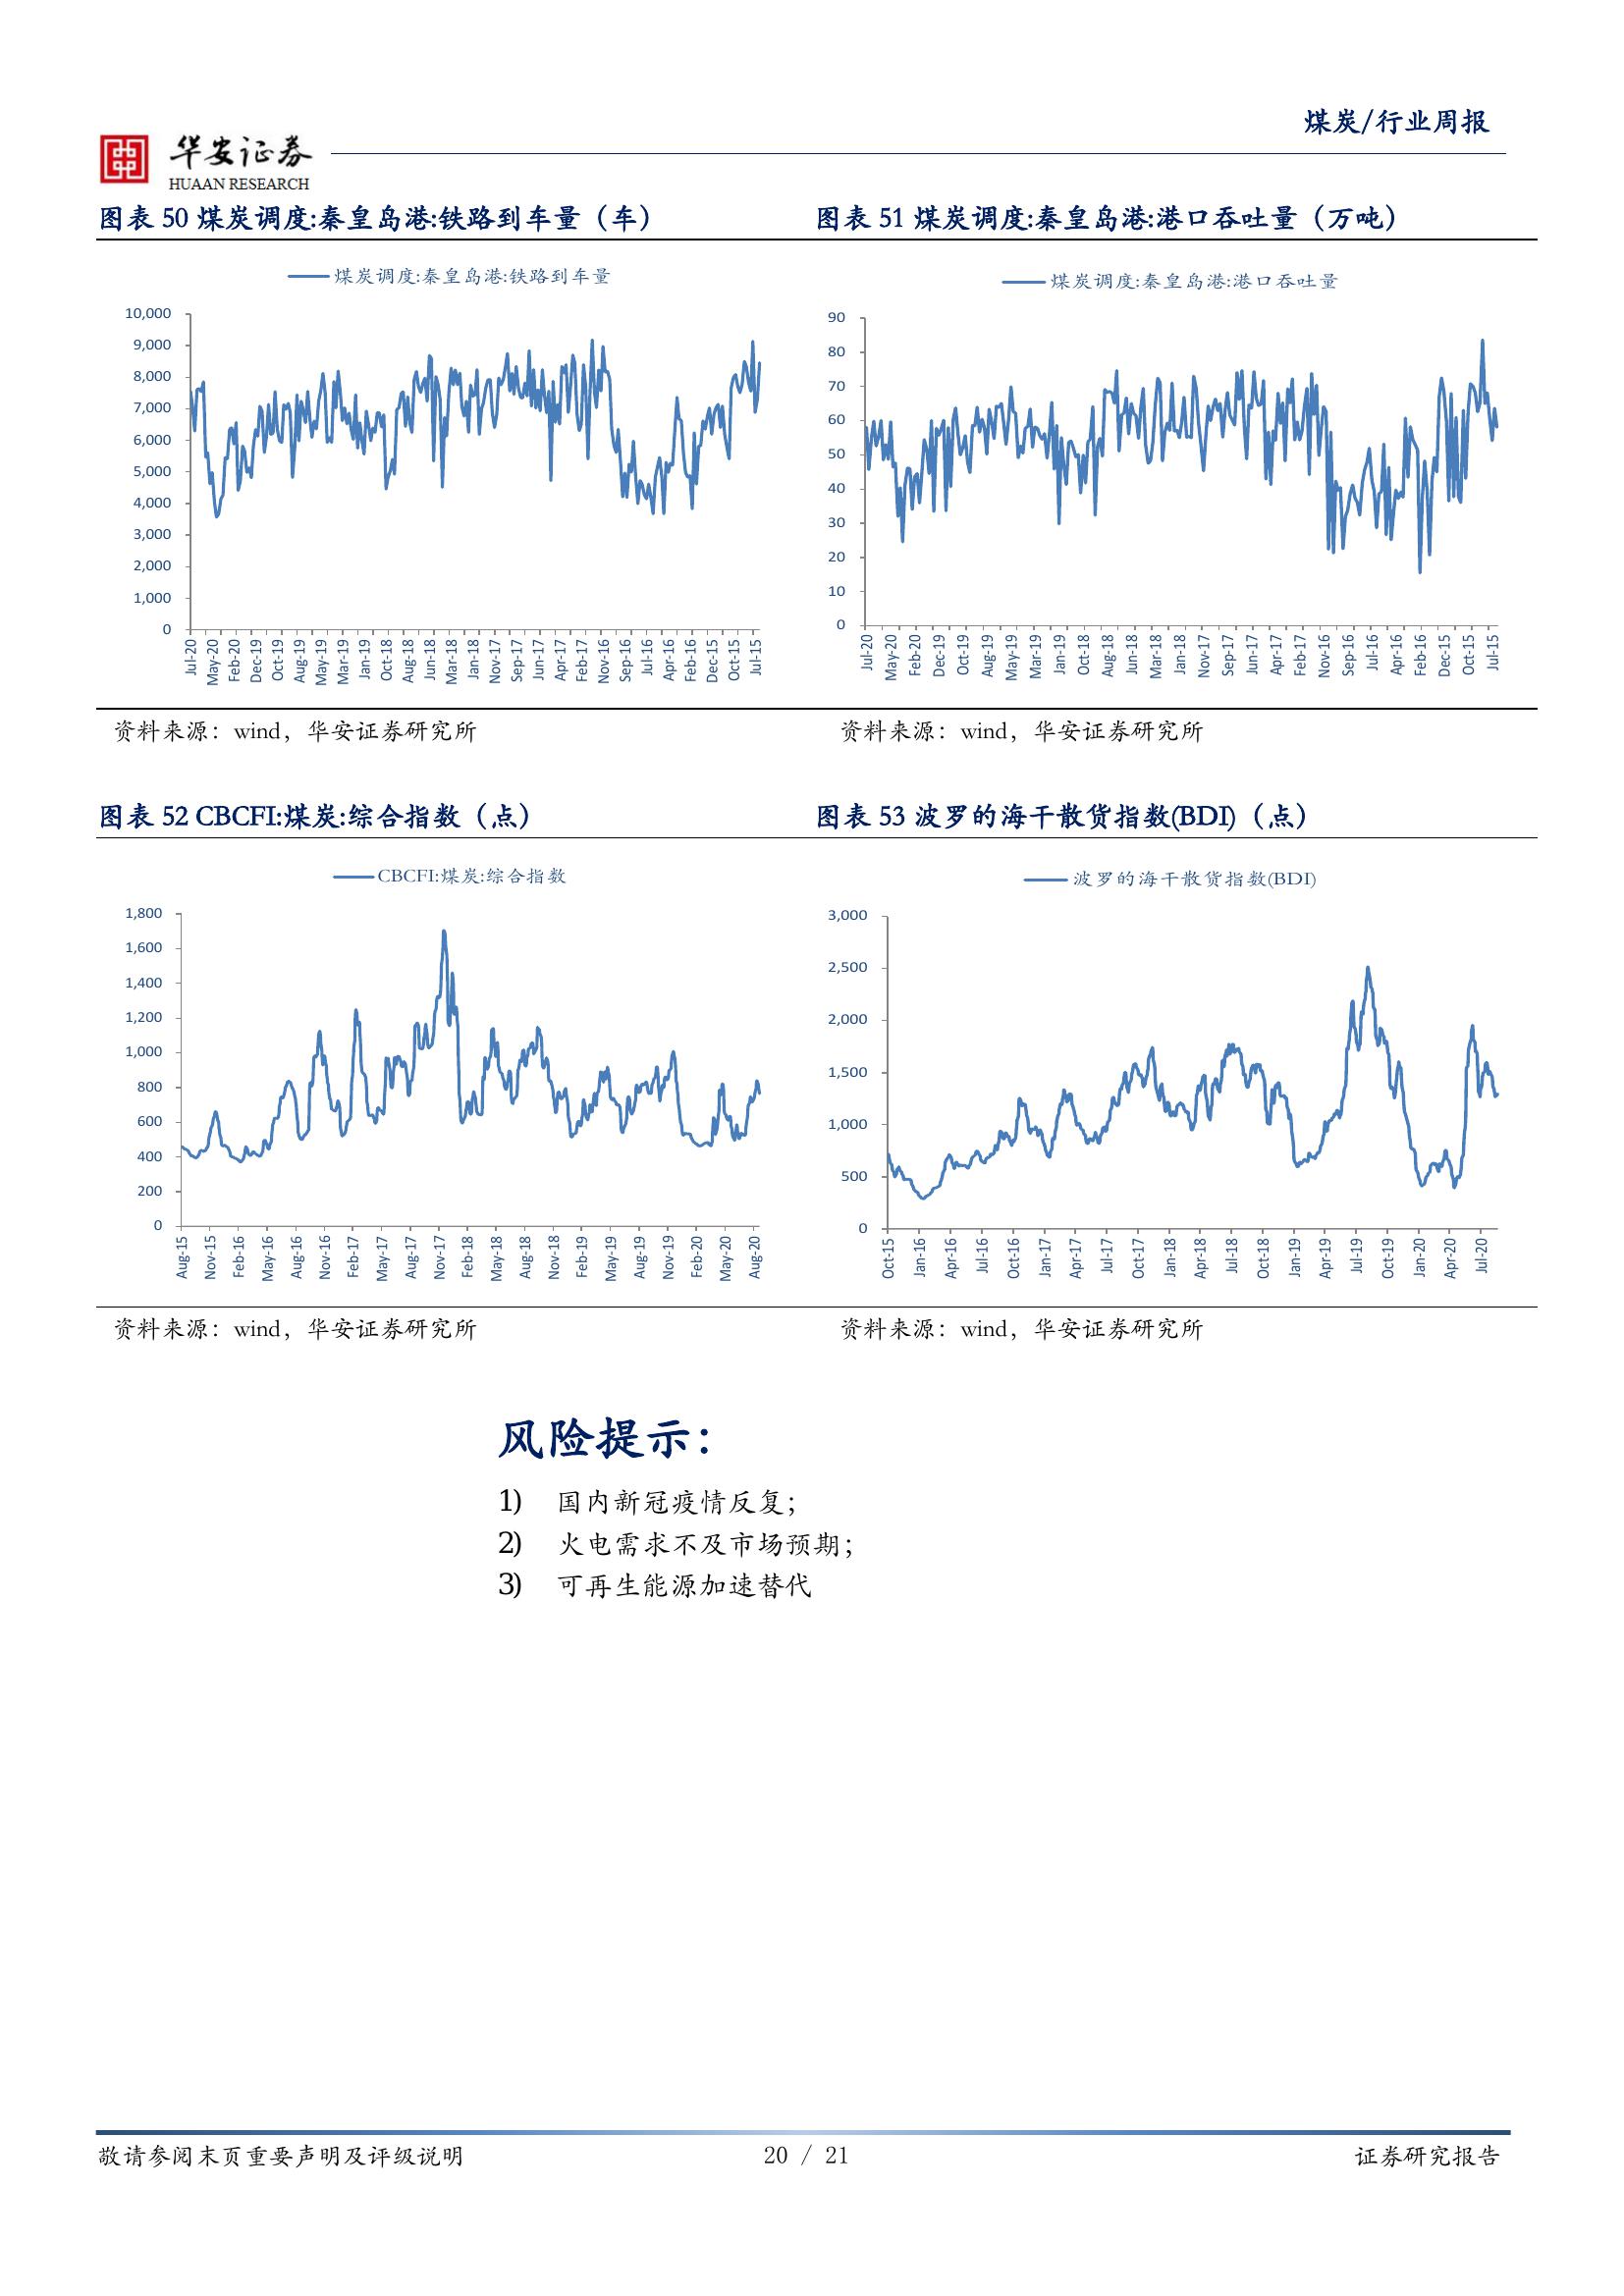 煤炭/行业周报
华安证券
HUAAN RESEARCH
图表 50 煤炭调度:秦皇岛港:铁路到车量（车）
煤炭调度:秦皇岛港:铁路到车量
10,000
9,000
8,000
7,000
6,000
5,000
4,000
3,000
2,000
1,000
0
Jul-20 May-20 Feb-20 Dec-19 Oct-19 Aug-19 May-19 Mar-19 Jan-19 Oct-18 Aug-18 Jun-18 Mar-18 Jan-18 Nov-17 Sep-17 Jun-17 Apr-17 Feb-17 Nov-16 Sep-16 Jul-16 Apr-16 Feb-16 Dec-15 Oct-15 Jul-15
资料来源：wind，华安证券研究所
图表 51 煤炭调度:秦皇岛港:港口吞吐量（万吨）
煤炭调度:秦皇岛港:港口吞吐量
90
80
70
60
50
40
30
20
10
0
Jul-20 May-20 Feb-20 Dec-19 Oct-19 Aug-19 May-19 Mar-19 Jan-19 Oct-18 Aug-18 Jun-18 Mar-18 Jan-18 Nov-17 Sep-17 Jun-17 Apr-17 Feb-17 Nov-16 Sep-16 Jul-16 Apr-16 Feb-16 Dec-15 Oct-15 Jul-15
资料来源：wind，华安证券研究所
图表 52 CBCFI:煤炭:综合指数（点）
CBCFI:煤炭:综合指数
1,800
1,600
1,400
1,200
1,000
800
600
400
200
0
Aug-15 Nov-15 Feb-16 May-16 Aug-16 Nov-16 Feb-17 May-17 Aug-17 Nov-17 Feb-18 May-18 Aug-18 Nov-18 Feb-19 May-19 Aug-19 Nov-19 Feb-20 May-20 Aug-20
资料来源：wind，华安证券研究所
图表 53 波罗的海干散货指数(BDI)（点）
波罗的海干散货指数(BDI)
3,000
2,500
2,000
1,500
1,000
500
0
Oct-15 Jan-16 Apr-16 Jul-16 Oct-16 Jan-17 Apr-17 Jul-17 Oct-17 Jan-18 Apr-18 Jul-18 Oct-18 Jan-19 Apr-19 Jul-19 Oct-19 Jan-20 Apr-20 Jul-20
资料来源：wind，华安证券研究所
风险提示：
1) 国内新冠疫情反复；
2) 火电需求不及市场预期；
3) 可再生能源加速替代
敬请参阅末页重要声明及评级说明
20 / 21
证券研究报告